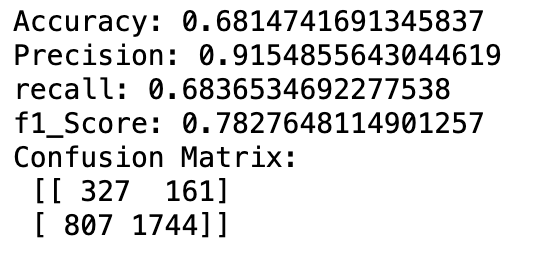 Accuracy: 0.6814741691345837
Precision: 0.9154855643044619
recall: 0.6836534692277538
f1_Score: 0.7827648114901257
Confusion Matrix:
[[ 327  161]
[ 807 1744]]